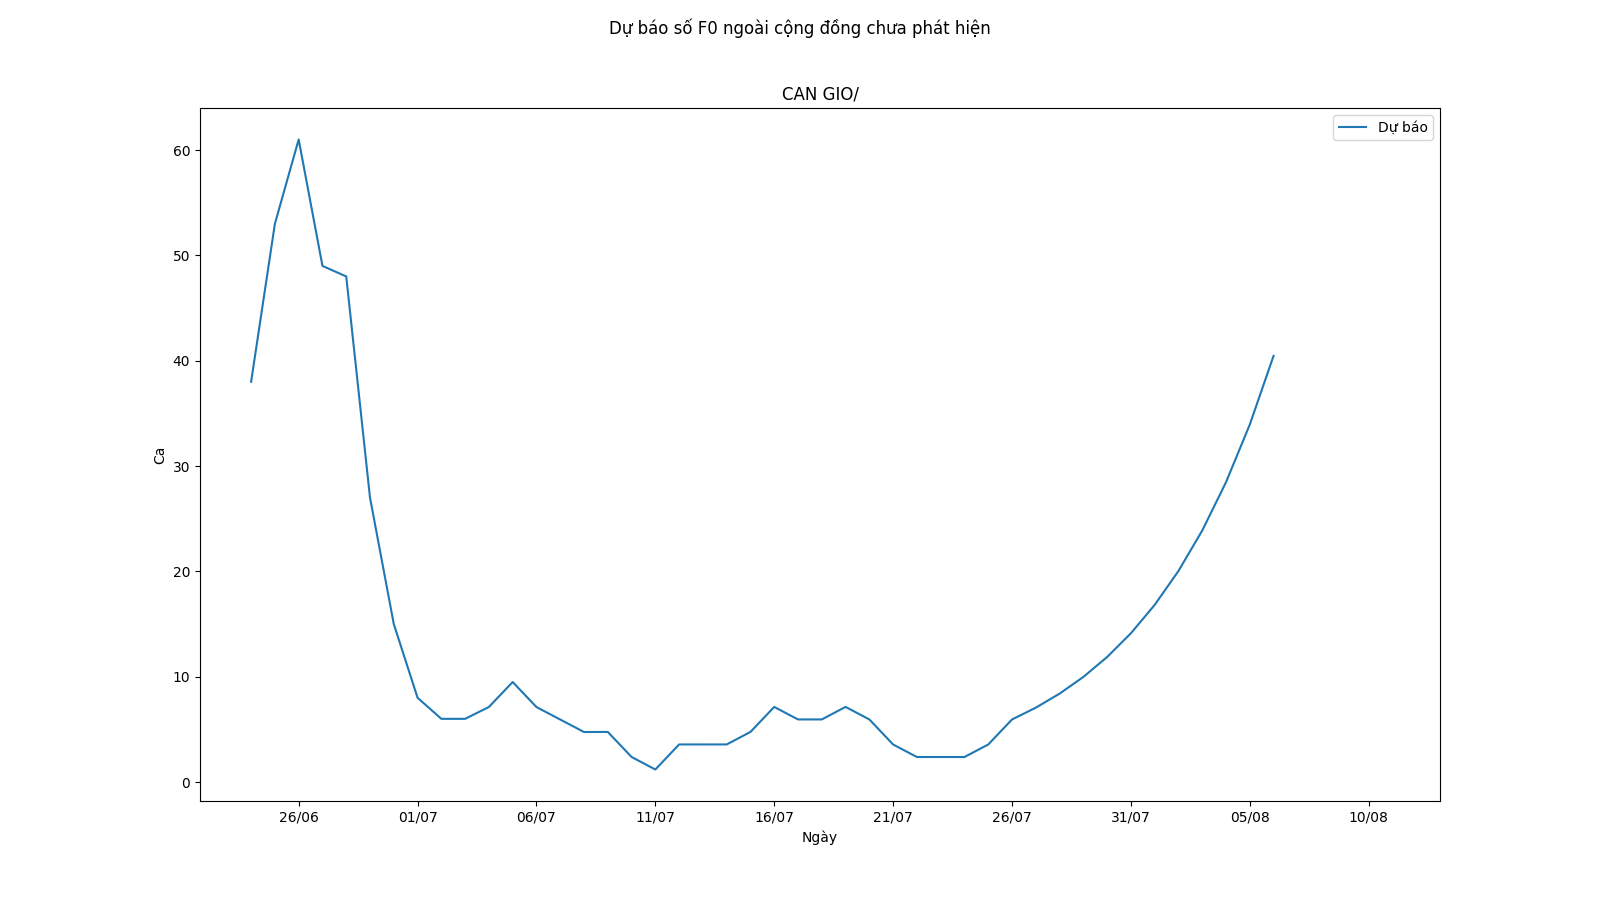 Dự báo số F0 ngoài cộng đồng chưa phát hiện
CAN GIO/
Dự báo
60
50
40
30
20
10
0
Ca
26/06 01/07 06/07 11/07 16/07 21/07 26/07 31/07 05/08 10/08
Ngày